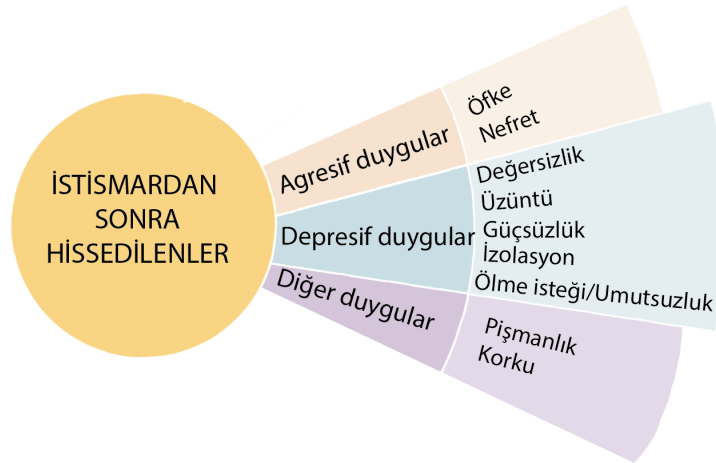 İSTİSMARDAN
SONRA
HİSSEDİLENLER
Agresif duygular
Öfke
Nefret
Depresif duygular
Değersizlik
Üzüntü
Güçsüzlük
İzolasyon
Ölme isteği/Umutsuzluk
Diğer duygular
Pişmanlık
Korku